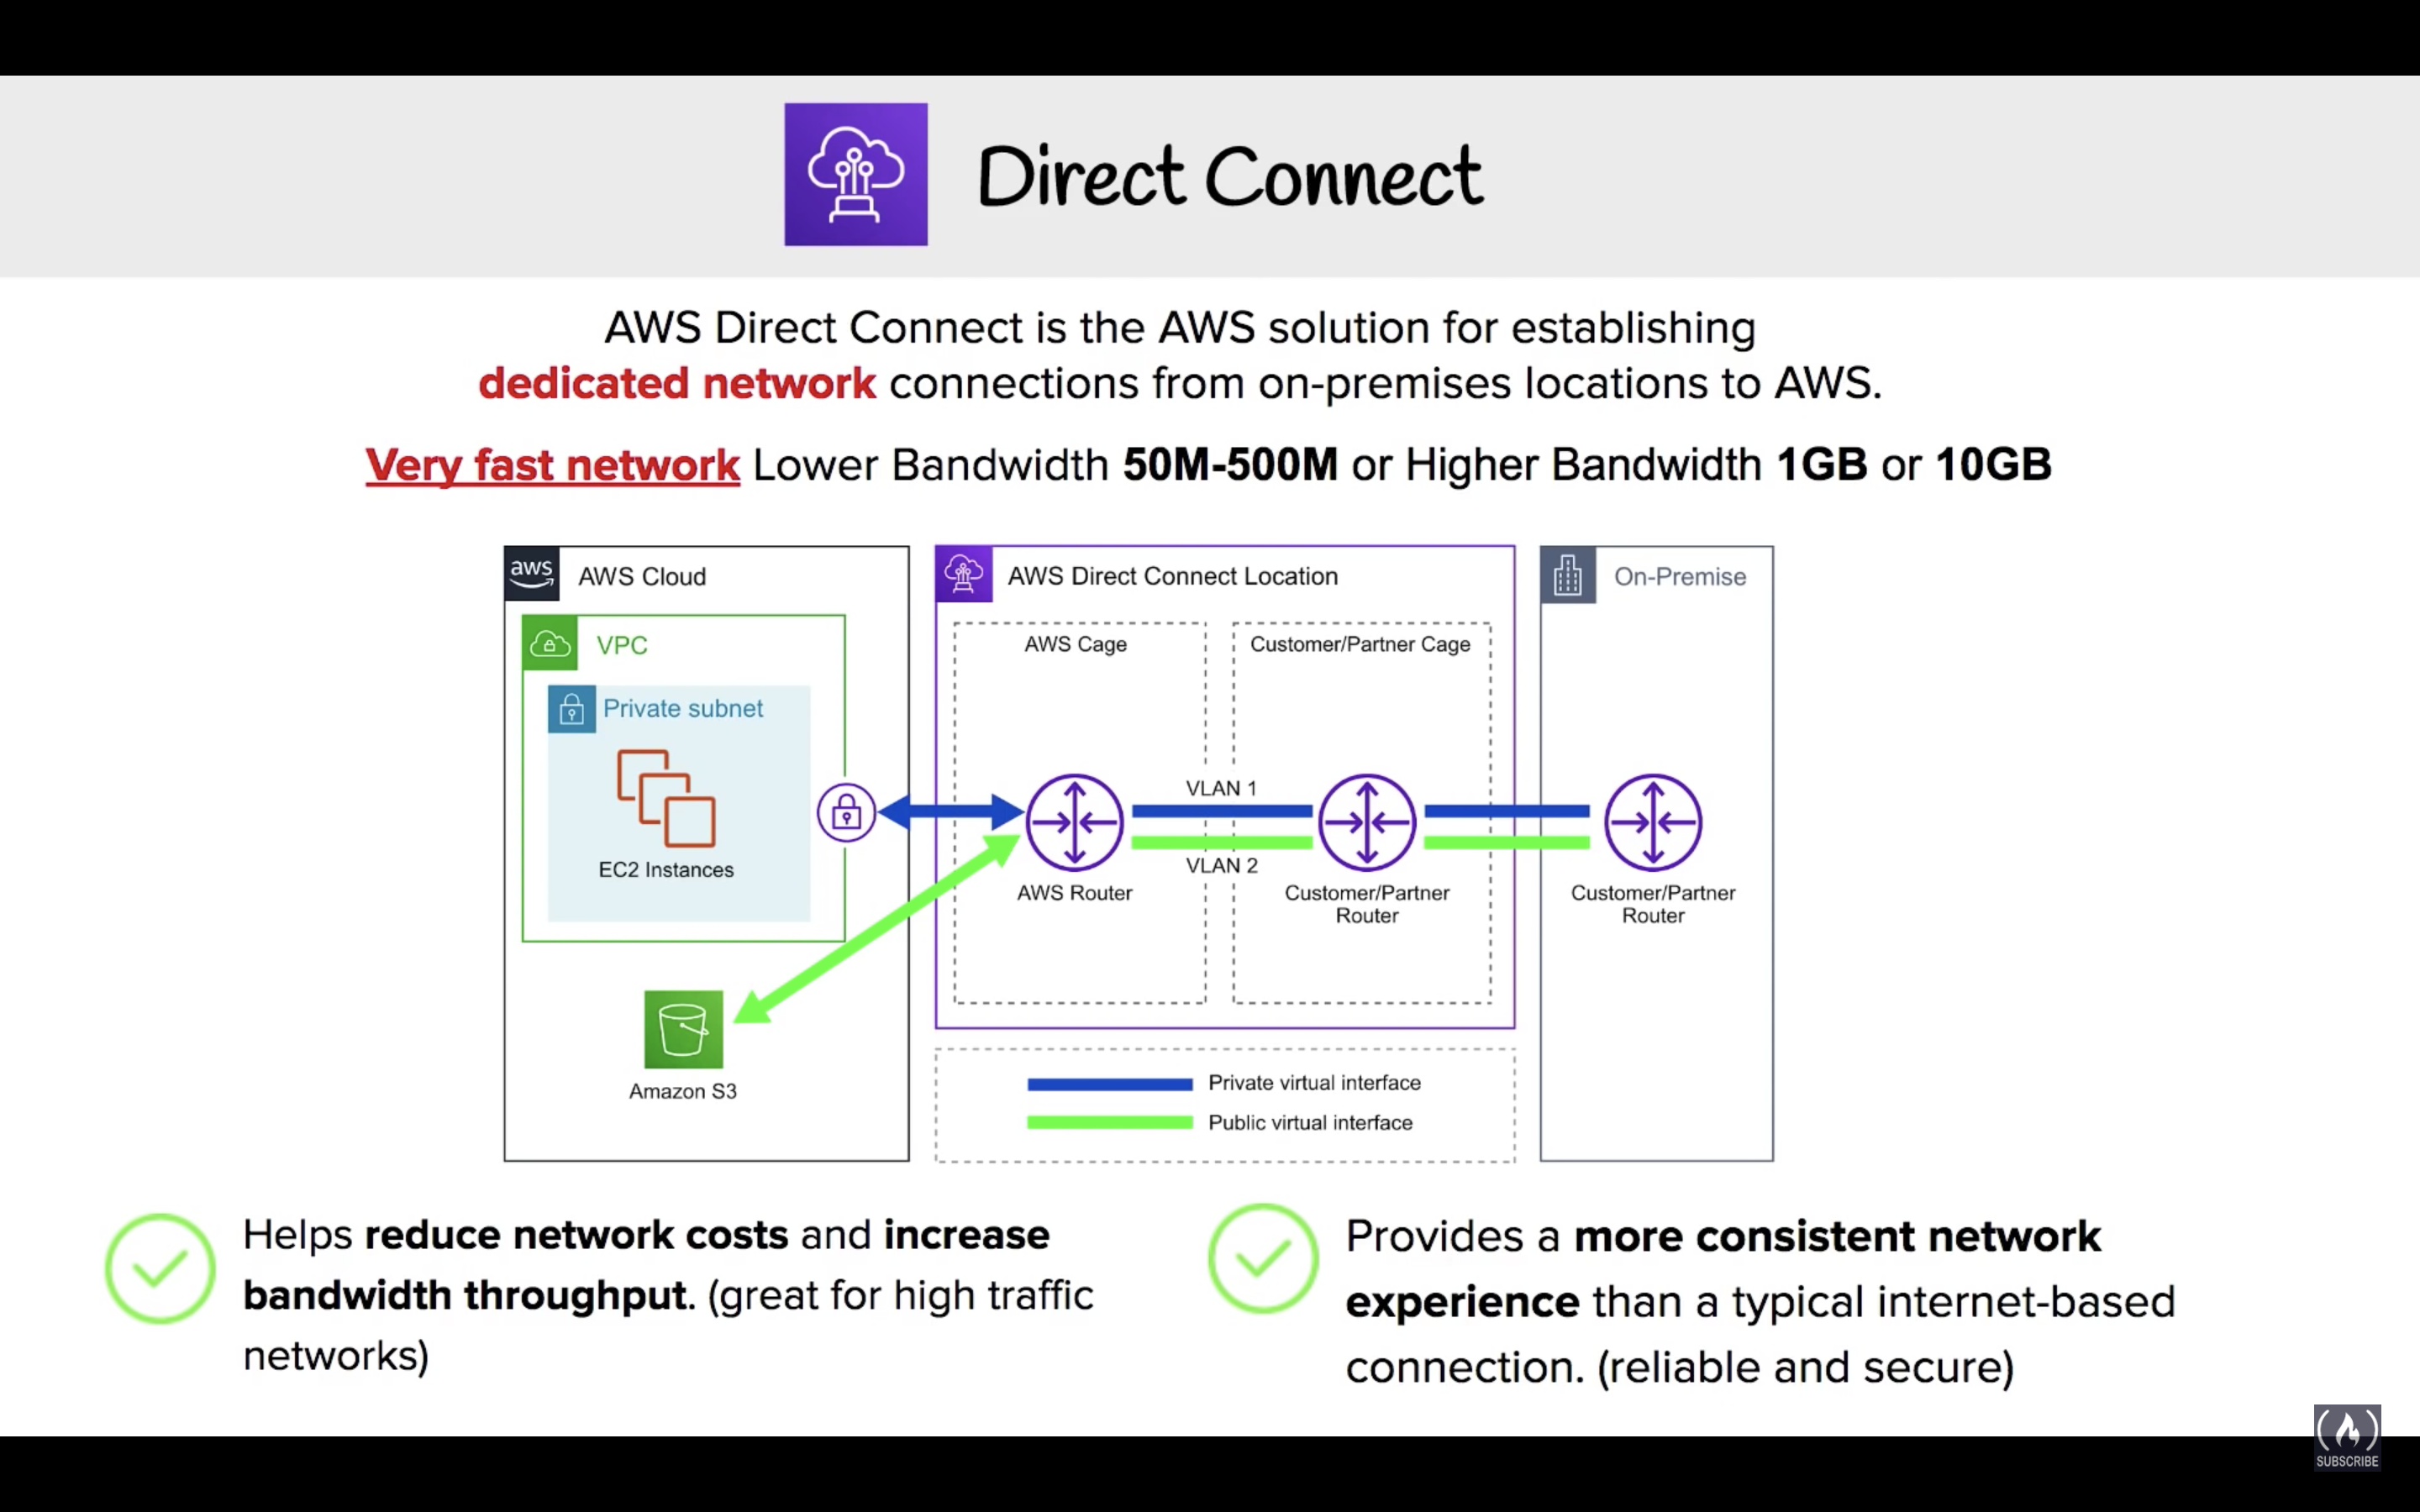 Direct Connect
AWS Direct Connect is the AWS solution for establishing
dedicated network connections from on-premises locations to AWS.
Very fast network Lower Bandwidth 50M-500M or Higher Bandwidth 1GB or 10GB
aws
AWS Cloud
VPC
Private subnet
EC2 Instances
Amazon S3
AWS Direct Connect Location
AWS Cage
Customer/Partner Cage
VLAN 1
VLAN 2
AWS Router
Customer/Partner
Router
On-Premise
Customer/Partner
Router
Private virtual interface
Public virtual interface
Helps reduce network costs and increase
bandwidth throughput. (great for high traffic
networks)
Provides a more consistent network
experience than a typical internet-based
connection. (reliable and secure)
SUBSCRIBE